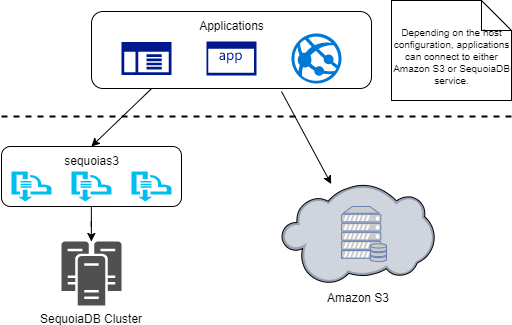 Applications
app
Depending on the host
configuration, applications
can connect to either
Amazon S3 or SequoiaDB
service.
sequoias3
Amazon S3
SequoiaDB Cluster